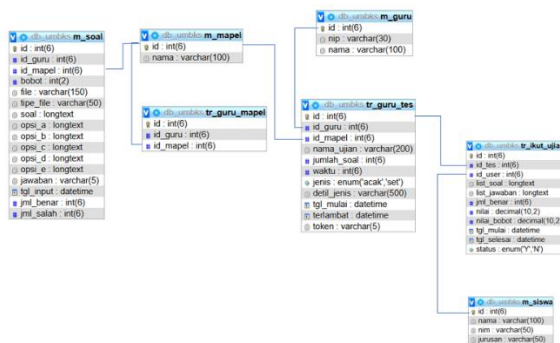 db_umbks m_soal
id : int(6)
id_guru : int(6)
id_mapel : int(6)
bobot : int(2)
file : varchar(150)
tipe_file : varchar(50)
soal : longtext
opsi_a : longtext
opsi_b : longtext
opsi_c : longtext
opsi_d : longtext
opsi_e : longtext
jawaban : varchar(5)
tgl_input : datetime
jml_benar : int(6)
jml_salah : int(6)
db_umbks m_mapel
id : int(6)
nama : varchar(100)
db_umbks tr_guru_mapel
id : int(6)
id_guru : int(6)
id_mapel : int(6)
db_umbks m_guru
id : int(6)
nip : varchar(30)
nama : varchar(100)
db_umbks tr_guru_tes
id : int(6)
id_guru : int(6)
id_mapel : int(6)
nama_ujian : varchar(200)
jumlah_soal : int(6)
waktu : int(6)
jenis : enum('acak','set')
detil_jenis : varchar(500)
tgl_mulai : datetime
terlambat : datetime
token : varchar(5)
db_umbks tr_ikut_ujia
id : int(6)
id_tes : int(6)
id_user : int(6)
list_soal : longtext
list_jawaban : longtext
jml_benar : int(6)
nilai : decimal(10,2)
nilai_bobot : decimal(10,2
tgl_mulai : datetime
tgl_selesai : datetime
status : enum('Y','N')
db_umbks m_siswa
id : int(6)
nama : varchar(100)
nim : varchar(50)
jurusan : varchar(50)